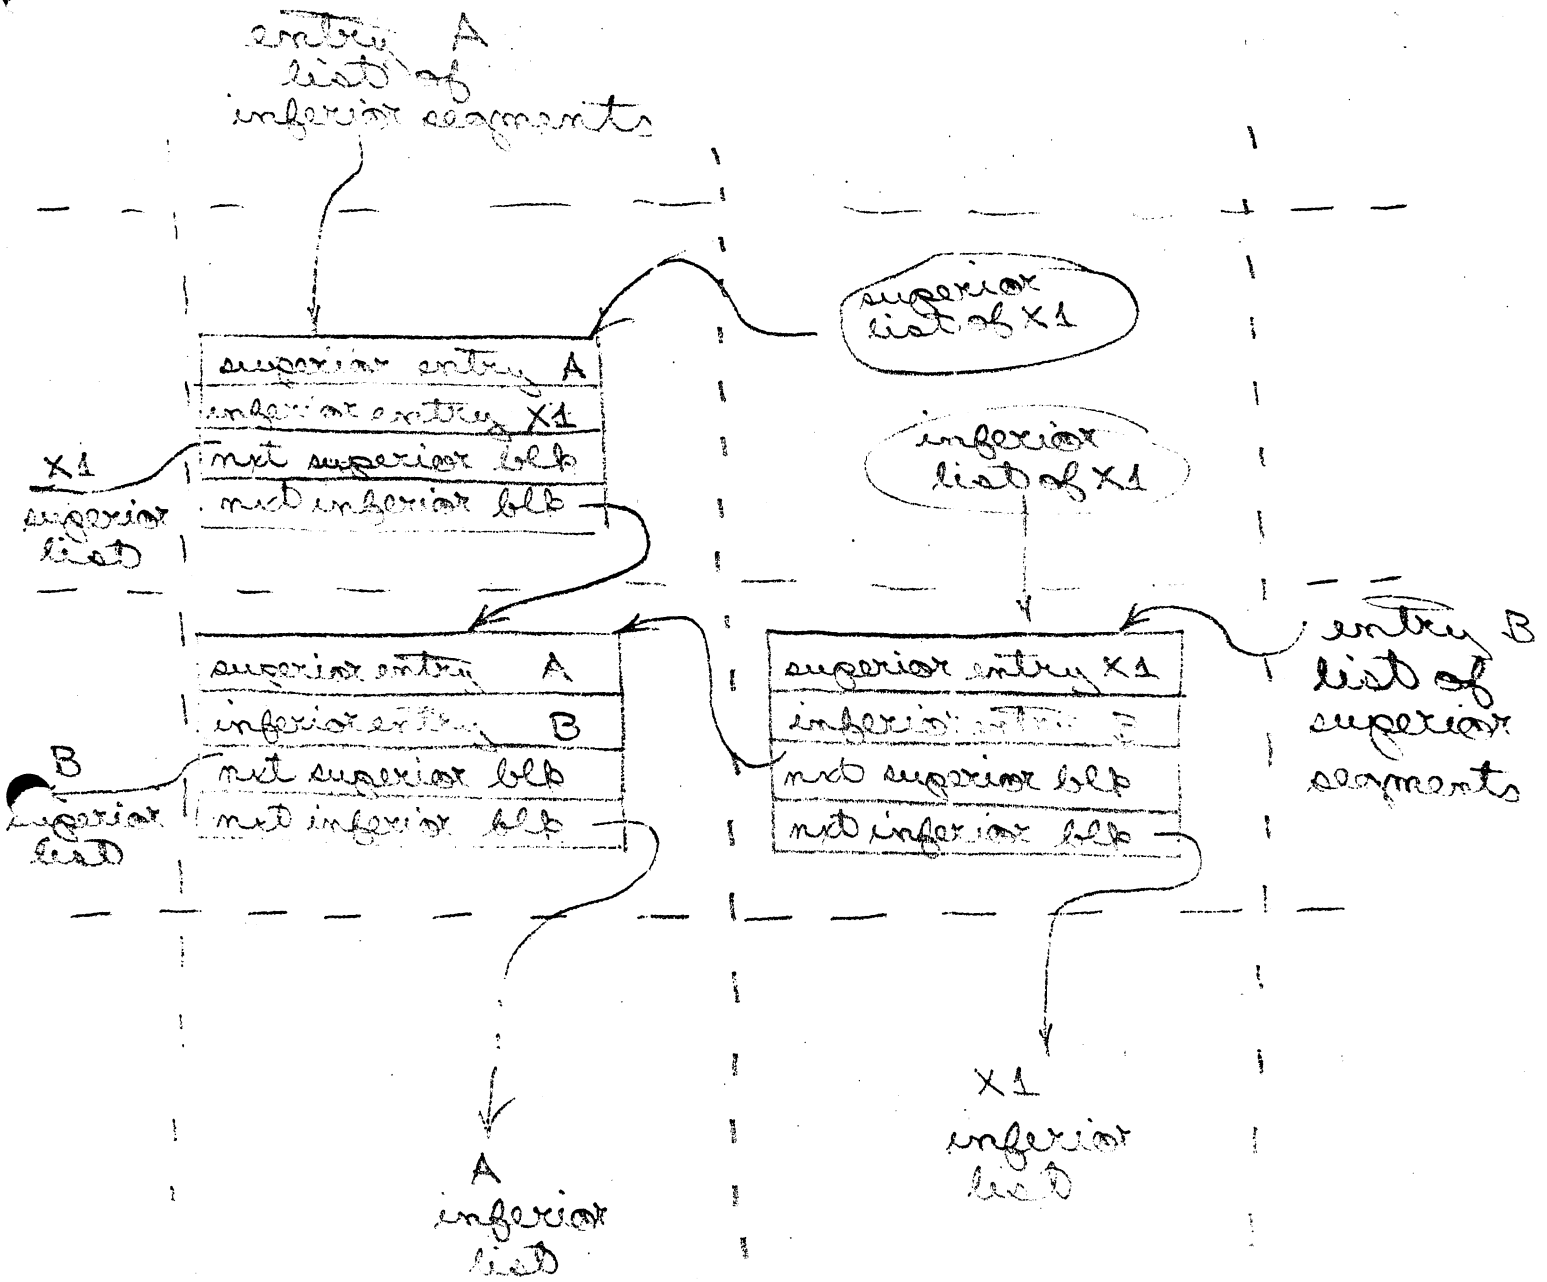 entry A
list of
inferior segments
superior
list of X1
superior entry A
inferior entry X1
nxt superior blk
nxt inferior blk
X1
superior
list
inferior
list of X1
superior entry A
inferior entry B
nxt superior blk
nxt inferior blk
B
superior
list
superior entry X1
inferior entry B
nxt superior blk
nxt inferior blk
entry B
list of
superior
segments
A
inferior
list
X1
inferior
list